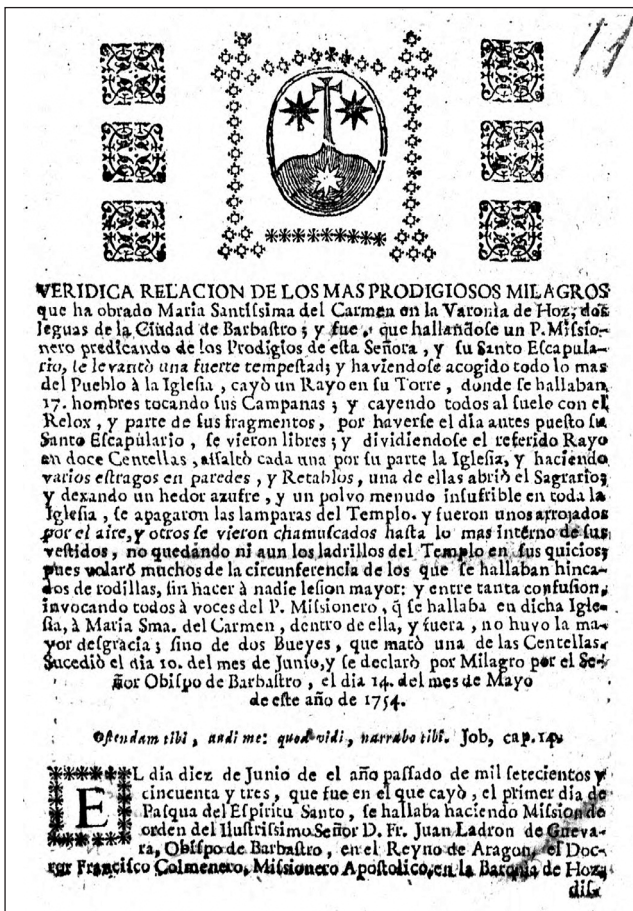 11
VERIDICA RELACION DE LOS MAS PRODIGIOSOS MILAGROS
que ha obrado Maria Santissima del Carmen en la Varonia de Hoz, dos
leguas de la Ciudad de Barbastro; y fue, que hallandose un P. Missio-
nero predicando de los Prodigios de esta Señora, y su Santo Escapula-
rio, se levantò una fuerte tempestad; y haviendose acogido todo lo mas
del Pueblo à la Iglesia, cayò un Rayo en su Torre, donde se hallaban
17. hombres tocando sus Campanas; y cayendo todos al suelo con el
Relox, y parte de sus fragmentos, por haverse el dia antes puesto su
Santo Escapulario, se vieron libres; y dividiendose el referido Rayo
en doce Centellas, assaltò cada una por su parte la Iglesia, y haciendo
varios estragos en paredes, y Retablos, una de ellas abriò el Sagrario;
y dexando un hedor azufre, y un polvo menudo insufrible en toda la
Iglesia, se apagaron las lamparas del Templo. y fueron unos arrojados
por el aire, y otros se vieron chamuscados hasta lo mas interno de sus
vestidos, no quedando ni aun los ladrillos del Templo en sus quicios;
pues volarõ muchos de la circunferencia de los que se hallaban hinca-
dos de rodillas, sin hacer à nadie lesion mayor: y entre tanta confusion,
invocando todos à voces del P. Missionero, q̃ se hallaba en dicha Igle-
sia, à Maria Sma. del Carmen, dentro de ella, y fuera, no huvo la ma-
yor desgracia; sino de dos Bueyes, que matò una de las Centellas.
Sucediò el dia 10. del mes de Junio, y se declarò por Milagro por el Se-
ñor Obispo de Barbastro, el dia 14. del mes de Mayo
de este año de 1754.
Ostendam tibi, audi me: quod vidi, narrabo tibi. Job, cap. 14.
EL dia diez de Junio de el año passado de mil setecientos y
cincuenta y tres, que fue en el que cayò, el primer dia de
Pasqua del Espiritu Santo, se hallaba haciendo Mission de
orden del Ilustrissimo Señor D. Fr. Juan Ladron de Gueva-
ra, Obispo de Barbastro, en el Reyno de Aragon, el Doc-
tor Francisco Colmenero, Missionero Apostolico, en la Baronia de Hoz,
dis-